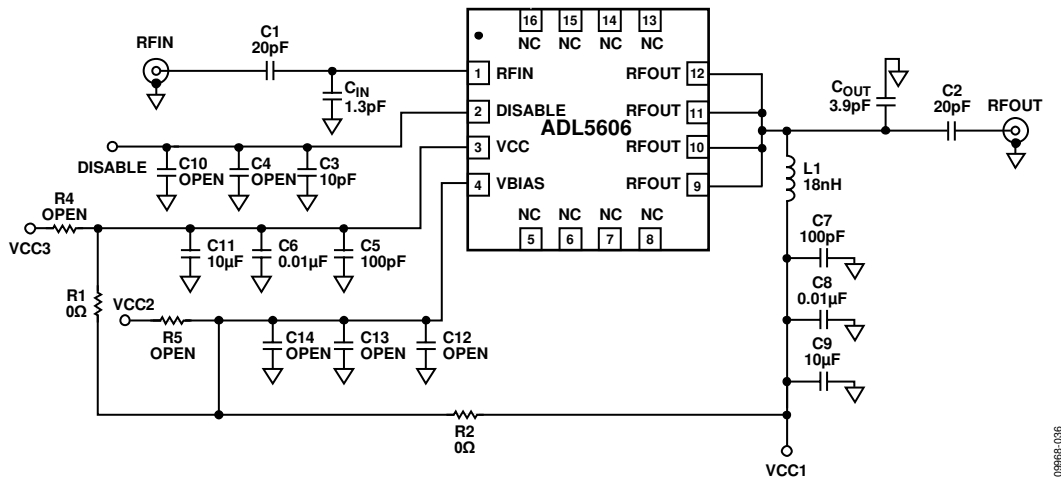 16 15 14 13
NC NC NC NC
RFIN
C1
20pF
CIN
1.3pF
1 RFIN
2 DISABLE
3 VCC
4 VBIAS
ADL5606
RFOUT 12
RFOUT 11
RFOUT 10
RFOUT 9
NC NC NC NC
5 6 7 8
COUT
3.9pF
C2
20pF
RFOUT
L1
18nH
C7
100pF
C8
0.01µF
C9
10µF
DISABLE
C10
OPEN
C4
OPEN
C3
10pF
R4
OPEN
VCC3
C11
10µF
C6
0.01µF
C5
100pF
R1
0Ω
VCC2
R5
OPEN
C14
OPEN
C13
OPEN
C12
OPEN
R2
0Ω
VCC1
09968-036